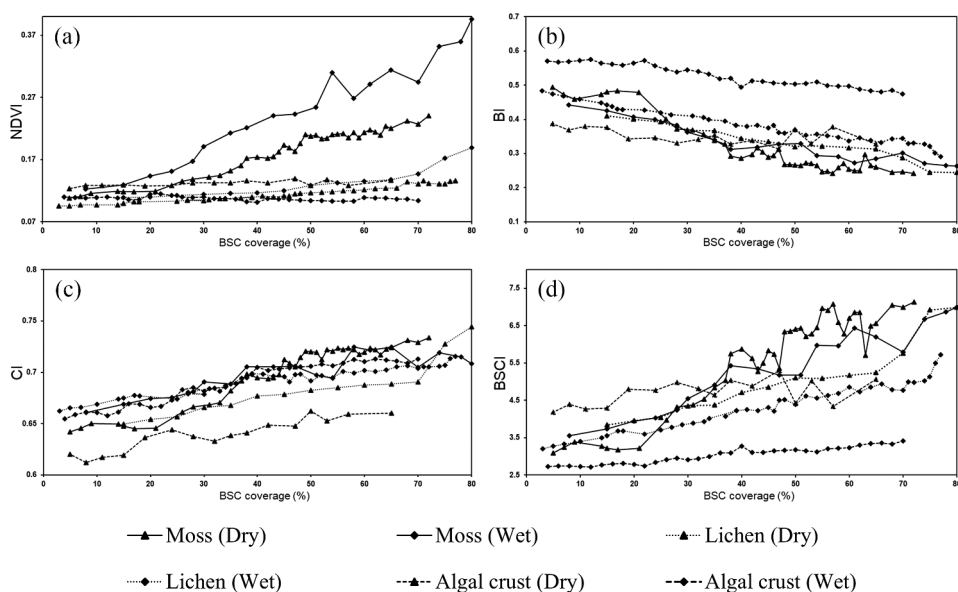 (a)
NDVI
0.37
0.27
0.17
0.07
0 10 20 30 40 50 60 70 80
BSC coverage (%)
(b)
BI
0.7
0.6
0.5
0.4
0.3
0.2
0.1
0 10 20 30 40 50 60 70 80
BSC coverage (%)
(c)
CI
0.8
0.75
0.7
0.65
0.6
0 10 20 30 40 50 60 70 80
BSC coverage (%)
(d)
BSCI
7.5
6.5
5.5
4.5
3.5
2.5
0 10 20 30 40 50 60 70 80
BSC coverage (%)
Moss (Dry) Moss (Wet) Lichen (Dry)
Lichen (Wet) Algal crust (Dry) Algal crust (Wet)